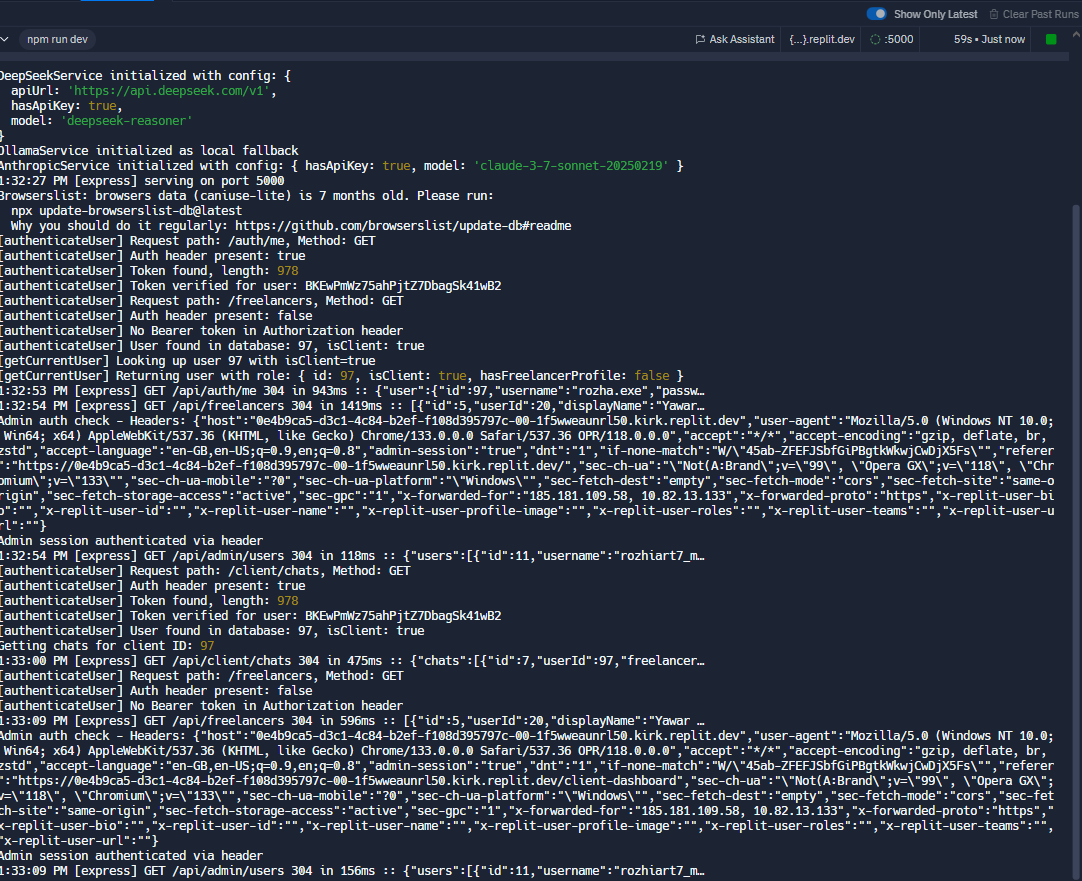 Show Only Latest Clear Past Runs
npm run dev Ask Assistant {...}.replit.dev :5000 59s • Just now
DeepSeekService initialized with config: {
apiUrl: 'https://api.deepseek.com/v1',
hasApiKey: true,
model: 'deepseek-reasoner'
}
OllamaService initialized as local fallback
AnthropicService initialized with config: { hasApiKey: true, model: 'claude-3-7-sonnet-20250219' }
1:32:27 PM [express] serving on port 5000
Browserslist: browsers data (caniuse-lite) is 7 months old. Please run:
npx update-browserslist-db@latest
Why you should do it regularly: https://github.com/browserslist/update-db#readme
[authenticateUser] Request path: /auth/me, Method: GET
[authenticateUser] Auth header present: true
[authenticateUser] Token found, length: 978
[authenticateUser] Token verified for user: BKEwPmWz75ahPjtZ7DbagSk41wB2
[authenticateUser] Request path: /freelancers, Method: GET
[authenticateUser] Auth header present: false
[authenticateUser] No Bearer token in Authorization header
[authenticateUser] User found in database: 97, isClient: true
[getCurrentUser] Looking up user 97 with isClient=true
[getCurrentUser] Returning user with role: { id: 97, isClient: true, hasFreelancerProfile: false }
1:32:53 PM [express] GET /api/auth/me 304 in 943ms :: {"user":{"id":97,"username":"rozha.exe","passw…
1:32:54 PM [express] GET /api/freelancers 304 in 1419ms :: [{"id":5,"userId":20,"displayName":"Yawar…
Admin auth check - Headers: {"host":"0e4b9ca5-d3c1-4c84-b2ef-f108d395797c-00-1f5wweaunrl50.kirk.replit.dev","user-agent":"Mozilla/5.0 (Windows NT 10.0;
Win64; x64) AppleWebKit/537.36 (KHTML, like Gecko) Chrome/133.0.0.0 Safari/537.36 OPR/118.0.0.0","accept":"*/*","accept-encoding":"gzip, deflate, br,
zstd","accept-language":"en-GB,en-US;q=0.9,en;q=0.8","admin-session":"true","dnt":"1","if-none-match":"W/\"45ab-ZFEFJSbfGiPBgtkWkwjCwDjX5Fs\"","referer
":"https://0e4b9ca5-d3c1-4c84-b2ef-f108d395797c-00-1f5wweaunrl50.kirk.replit.dev/","sec-ch-ua":"\"Not(A:Brand\";v=\"99\", \"Opera GX\";v=\"118\", \"Chr
omium\";v=\"133\"","sec-ch-ua-mobile":"?0","sec-ch-ua-platform":"\"Windows\"","sec-fetch-dest":"empty","sec-fetch-mode":"cors","sec-fetch-site":"same-o
rigin","sec-fetch-storage-access":"active","sec-gpc":"1","x-forwarded-for":"185.181.109.58, 10.82.13.133","x-forwarded-proto":"https","x-replit-user-bi
o":"","x-replit-user-id":"","x-replit-user-name":"","x-replit-user-profile-image":"","x-replit-user-roles":"","x-replit-user-teams":"","x-replit-user-u
rl":""}
Admin session authenticated via header
1:32:54 PM [express] GET /api/admin/users 304 in 118ms :: {"users":[{"id":11,"username":"rozhiart7_m…
[authenticateUser] Request path: /client/chats, Method: GET
[authenticateUser] Auth header present: true
[authenticateUser] Token found, length: 978
[authenticateUser] Token verified for user: BKEwPmWz75ahPjtZ7DbagSk41wB2
[authenticateUser] User found in database: 97, isClient: true
Getting chats for client ID: 97
1:33:00 PM [express] GET /api/client/chats 304 in 475ms :: {"chats":[{"id":7,"userId":97,"freelancer…
[authenticateUser] Request path: /freelancers, Method: GET
[authenticateUser] Auth header present: false
[authenticateUser] No Bearer token in Authorization header
1:33:09 PM [express] GET /api/freelancers 304 in 596ms :: [{"id":5,"userId":20,"displayName":"Yawar …
Admin auth check - Headers: {"host":"0e4b9ca5-d3c1-4c84-b2ef-f108d395797c-00-1f5wweaunrl50.kirk.replit.dev","user-agent":"Mozilla/5.0 (Windows NT 10.0;
Win64; x64) AppleWebKit/537.36 (KHTML, like Gecko) Chrome/133.0.0.0 Safari/537.36 OPR/118.0.0.0","accept":"*/*","accept-encoding":"gzip, deflate, br,
zstd","accept-language":"en-GB,en-US;q=0.9,en;q=0.8","admin-session":"true","dnt":"1","if-none-match":"W/\"45ab-ZFEFJSbfGiPBgtkWkwjCwDjX5Fs\"","referer
":"https://0e4b9ca5-d3c1-4c84-b2ef-f108d395797c-00-1f5wweaunrl50.kirk.replit.dev/client-dashboard","sec-ch-ua":"\"Not(A:Brand\";v=\"99\", \"Opera GX\";
v=\"118\", \"Chromium\";v=\"133\"","sec-ch-ua-mobile":"?0","sec-ch-ua-platform":"\"Windows\"","sec-fetch-dest":"empty","sec-fetch-mode":"cors","sec-fet
ch-site":"same-origin","sec-fetch-storage-access":"active","sec-gpc":"1","x-forwarded-for":"185.181.109.58, 10.82.13.133","x-forwarded-proto":"https","
x-replit-user-bio":"","x-replit-user-id":"","x-replit-user-name":"","x-replit-user-profile-image":"","x-replit-user-roles":"","x-replit-user-teams":"",
"x-replit-user-url":""}
Admin session authenticated via header
1:33:09 PM [express] GET /api/admin/users 304 in 156ms :: {"users":[{"id":11,"username":"rozhiart7_m…